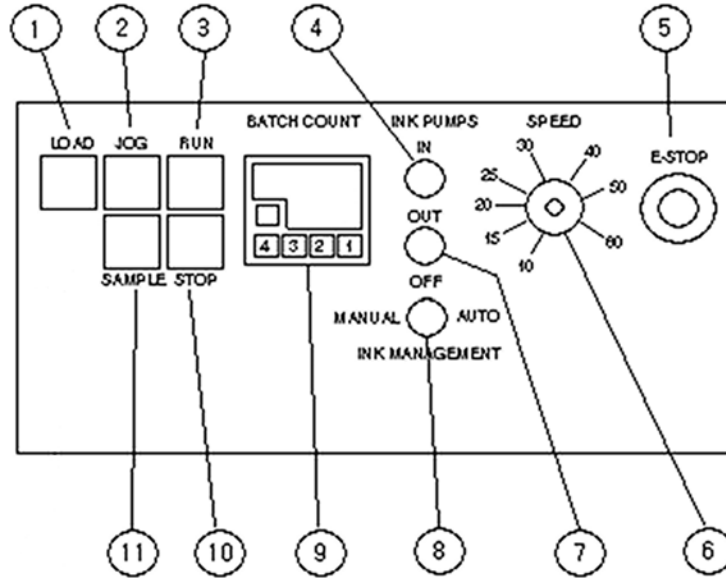 1 2 3 4 5
BATCH COUNT INK PUMPS SPEED
LOAD JOG RUN IN 30 40 E-STOP
25 50
20 OUT
15 60
4 3 2 1 10
SAMPLE STOP OFF
MANUAL AUTO
INK MANAGEMENT
11 10 9 8 7 6